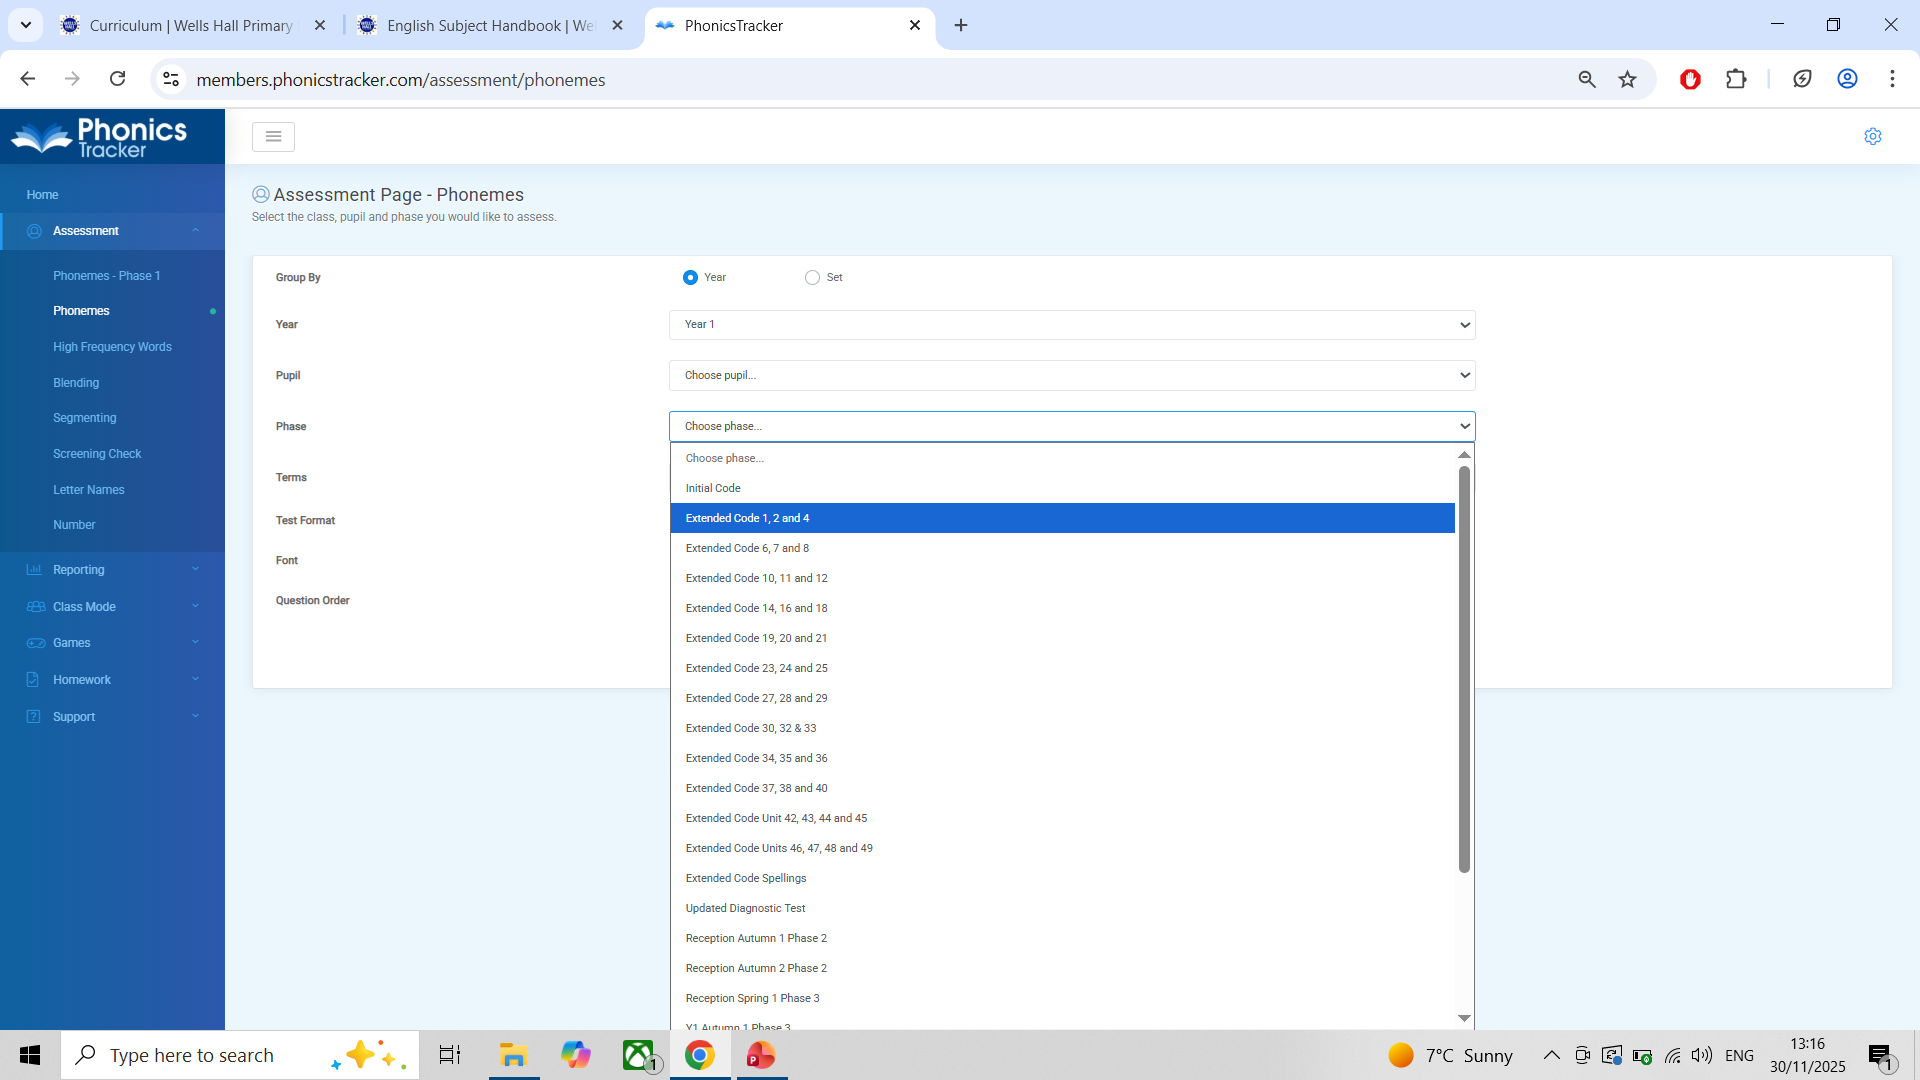 Curriculum | Wells Hall Primary
English Subject Handbook | We
PhonicsTracker
members.phonicstracker.com/assessment/phonemes
Phonics
Tracker
Home
Assessment
Phonemes - Phase 1
Phonemes
High Frequency Words
Blending
Segmenting
Screening Check
Letter Names
Number
Reporting
Class Mode
Games
Homework
Support
Assessment Page - Phonemes
Select the class, pupil and phase you would like to assess.
Group By
Year
Set
Year
Year 1
Pupil
Choose pupil...
Phase
Choose phase...
Terms
Test Format
Font
Question Order
Choose phase...
Initial Code
Extended Code 1, 2 and 4
Extended Code 6, 7 and 8
Extended Code 10, 11 and 12
Extended Code 14, 16 and 18
Extended Code 19, 20 and 21
Extended Code 23, 24 and 25
Extended Code 27, 28 and 29
Extended Code 30, 32 & 33
Extended Code 34, 35 and 36
Extended Code 37, 38 and 40
Extended Code Unit 42, 43, 44 and 45
Extended Code Units 46, 47, 48 and 49
Extended Code Spellings
Updated Diagnostic Test
Reception Autumn 1 Phase 2
Reception Autumn 2 Phase 2
Reception Spring 1 Phase 3
Y1 Autumn 1 Phase 3
Type here to search
1
7°C Sunny
ENG
13:16
30/11/2025
1